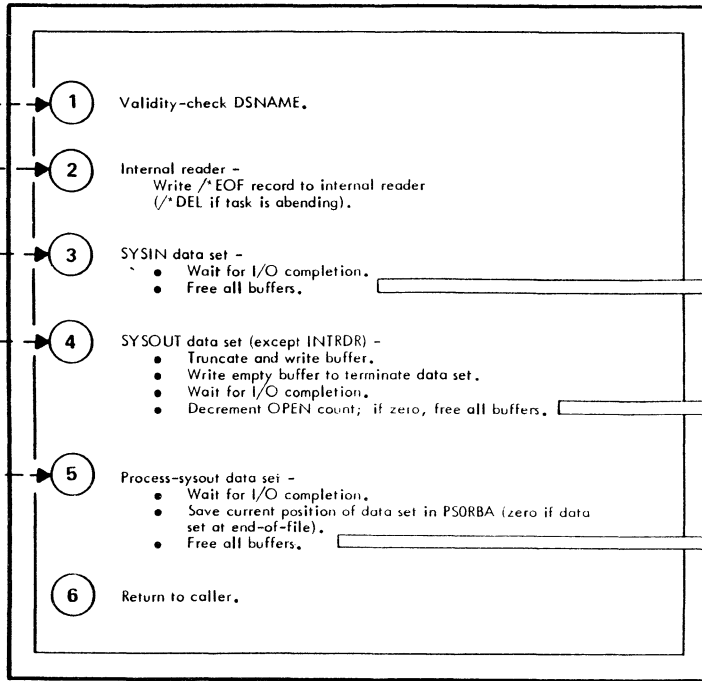 1 Validity-check DSNAME.
2 Internal reader -
Write /*EOF record to internal reader
(/*DEL if task is abending).
3 SYSIN data set -
• Wait for I/O completion.
• Free all buffers.
4 SYSOUT data set (except INTRDR) -
• Truncate and write buffer.
• Write empty buffer to terminate data set.
• Wait for I/O completion.
• Decrement OPEN count; if zero, free all buffers.
5 Process-sysout data set -
• Wait for I/O completion.
• Save current position of data set in PSORBA (zero if data
set at end-of-file).
• Free all buffers.
6 Return to caller.